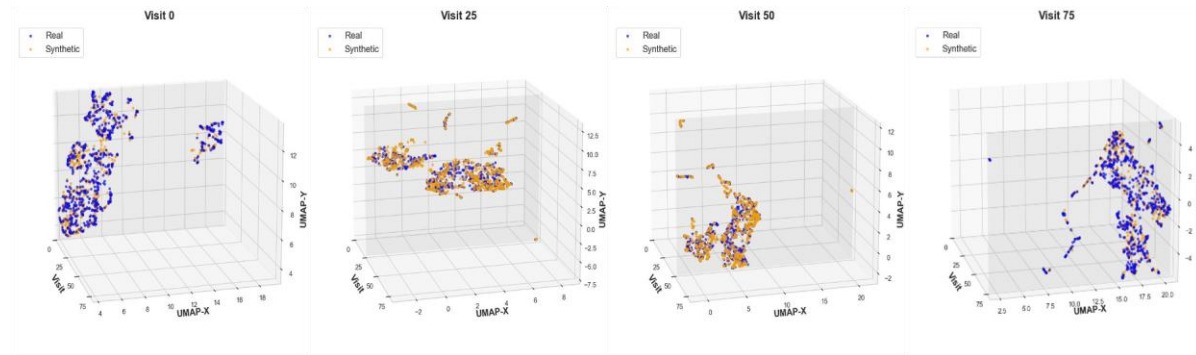 Visit 0
Real
Synthetic
12
10
8
6
4
UMAP-Y
0
25
50
75
Visit
4 6 8 10 12 14 16 18
UMAP-X
Visit 25
Real
Synthetic
12.5
10.0
7.5
5.0
2.5
0.0
−2.5
−5.0
−7.5
UMAP-Y
0
25
50
75
Visit
−2 0 2 4 6 8
UMAP-X
Visit 50
Real
Synthetic
12
10
8
6
4
2
0
−2
UMAP-Y
0
25
50
75
Visit
0 5 10 15 20
UMAP-X
Visit 75
Real
Synthetic
4
2
0
−2
−4
UMAP-Y
0
25
50
75
Visit
2.5 5.0 7.5 10.0 12.5 15.0 17.5 20.0
UMAP-X